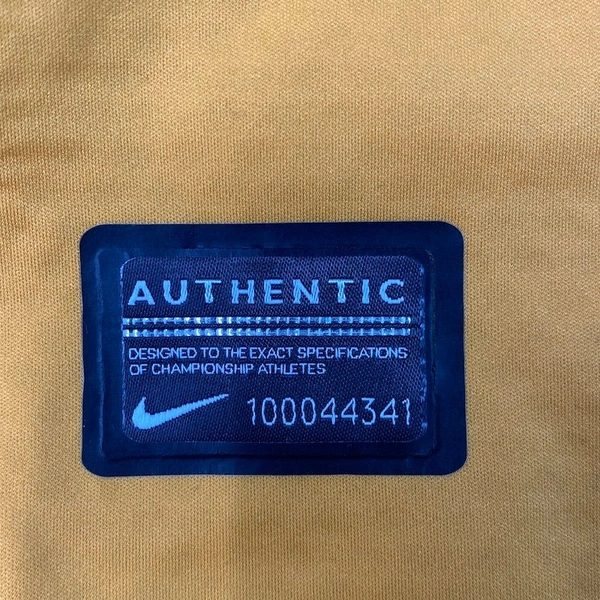 AUTHENTIC
DESIGNED TO THE EXACT SPECIFICATIONS
OF CHAMPIONSHIP ATHLETES
100044341